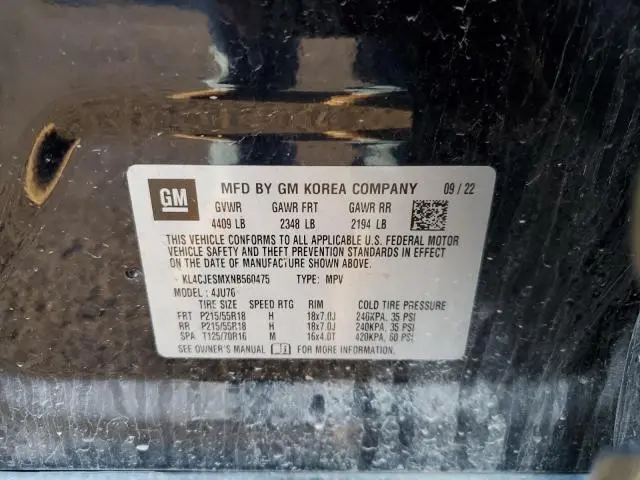 GM MFD BY GM KOREA COMPANY 09 / 22
GVWR GAWR FRT GAWR RR
4409 LB 2348 LB 2194 LB
THIS VEHICLE CONFORMS TO ALL APPLICABLE U.S. FEDERAL MOTOR
VEHICLE SAFETY AND THEFT PREVENTION STANDARDS IN EFFECT
ON THE DATE OF MANUFACTURE SHOWN ABOVE.
KL4CJESMXNB560475 TYPE: MPV
MODEL : 4JU76
TIRE SIZE SPEED RTG RIM COLD TIRE PRESSURE
FRT P215/55R18 H 18x7.0J 240KPA, 35 PSI
RR P215/55R18 H 18x7.0J 240KPA, 35 PSI
SPA T125/70R16 M 16x4.0T 420KPA, 60 PSI
SEE OWNER'S MANUAL FOR MORE INFORMATION.